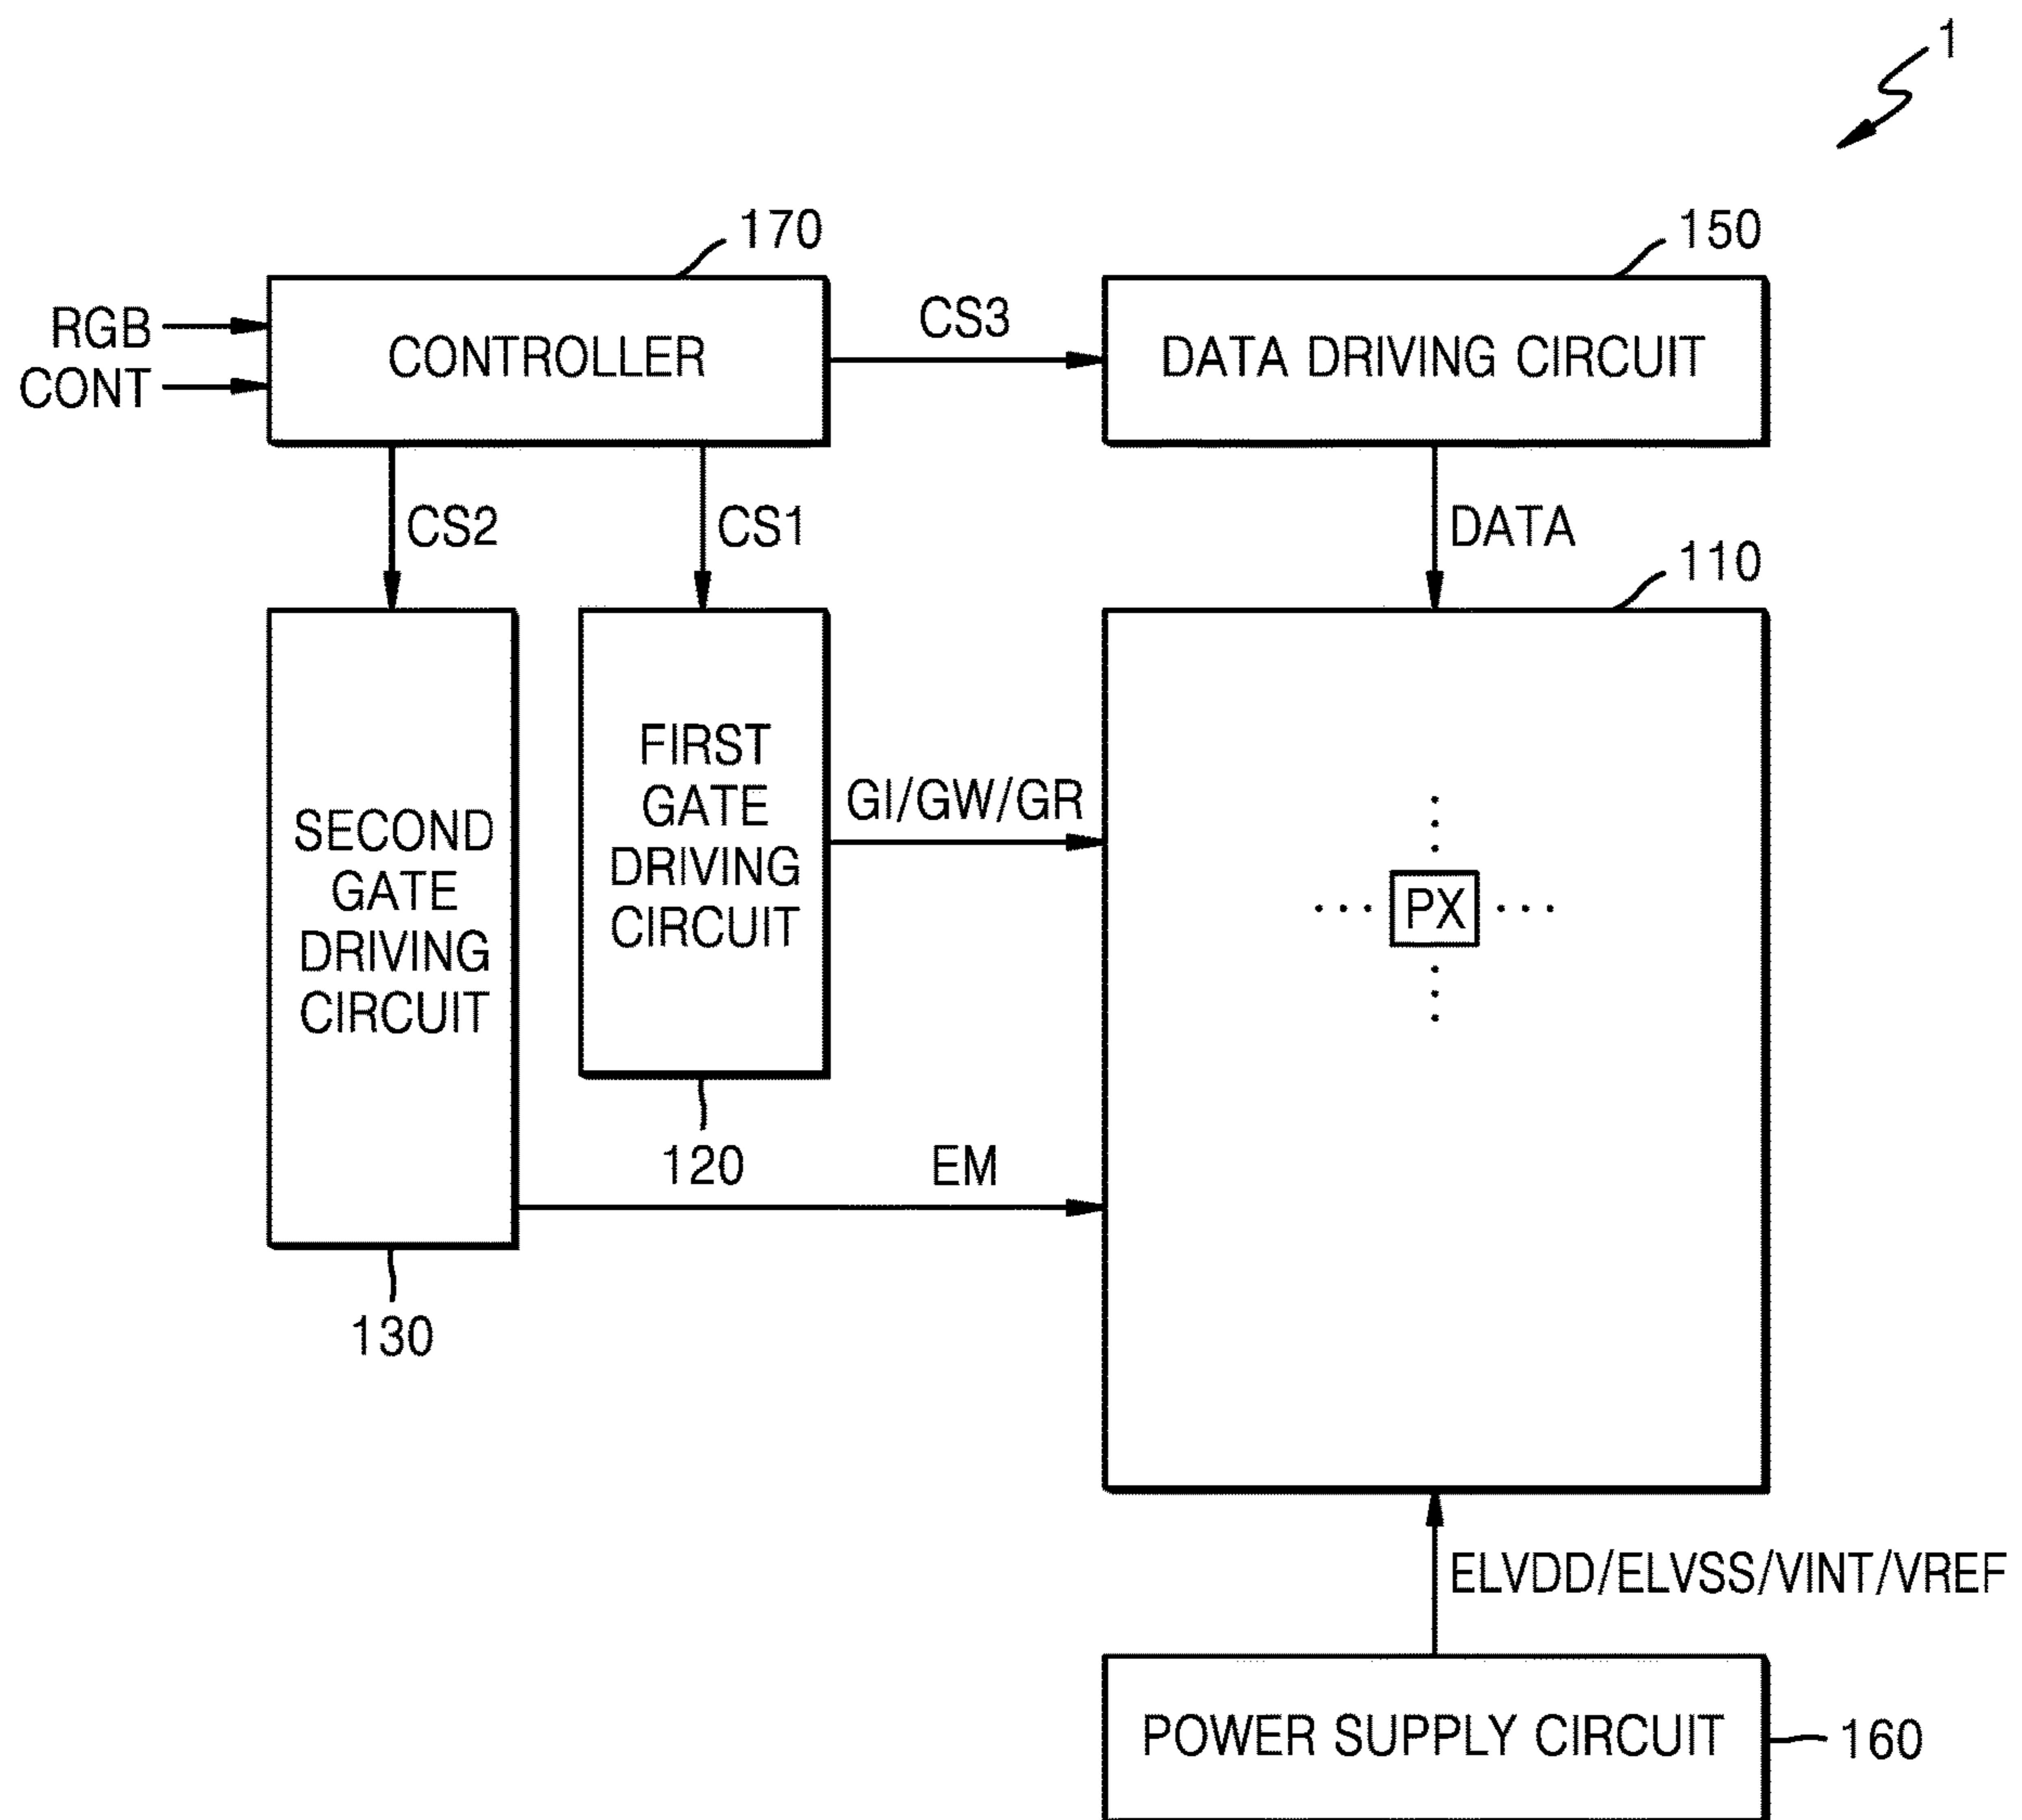 1
170
150
RGB
CONT
CONTROLLER
CS3
DATA DRIVING CIRCUIT
CS2
CS1
DATA
110
SECOND
GATE
DRIVING
CIRCUIT
FIRST
GATE
DRIVING
CIRCUIT
GI/GW/GR
PX
120
EM
130
ELVDD/ELVSS/VINT/VREF
POWER SUPPLY CIRCUIT
160